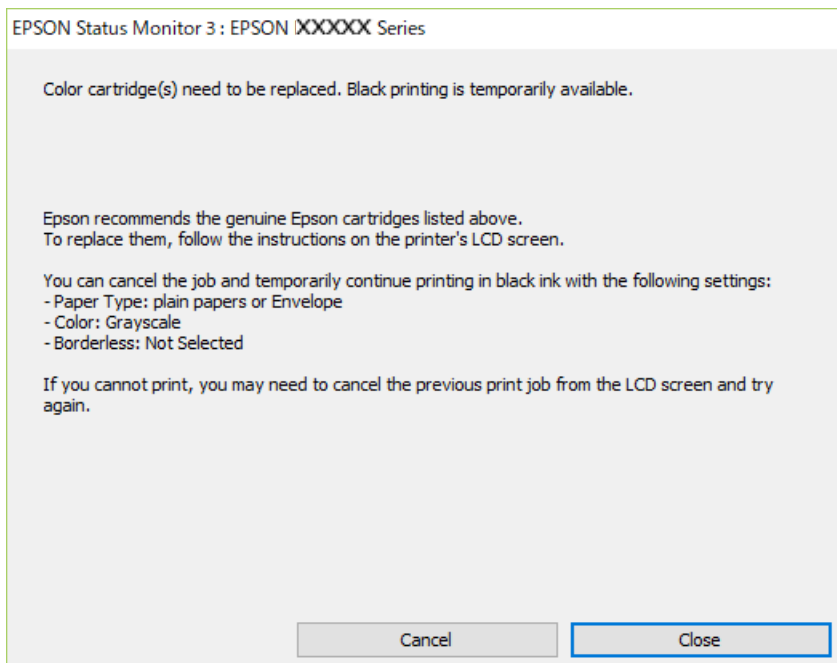 EPSON Status Monitor 3 : EPSON XXXXX Series
Color cartridge(s) need to be replaced. Black printing is temporarily available.
Epson recommends the genuine Epson cartridges listed above.
To replace them, follow the instructions on the printer's LCD screen.
You can cancel the job and temporarily continue printing in black ink with the following settings:
- Paper Type: plain papers or Envelope
- Color: Grayscale
- Borderless: Not Selected
If you cannot print, you may need to cancel the previous print job from the LCD screen and try
again.
Cancel
Close